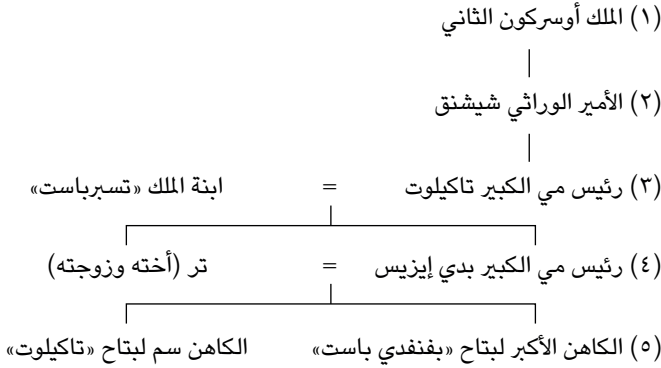 (١) الملك أوسركون الثاني
(٢) الأمير الوراثي شيشنق
(٣) رئيس مي الكبير تاكيلوت = ابنة الملك «تسبرباست»
(٤) رئيس مي الكبير بدي إيزيس = تر (أخته وزوجته)
(٥) الكاهن الأكبر لبتاح «بفنفدي باست» الكاهن سم لبتاح «تاكيلوت»